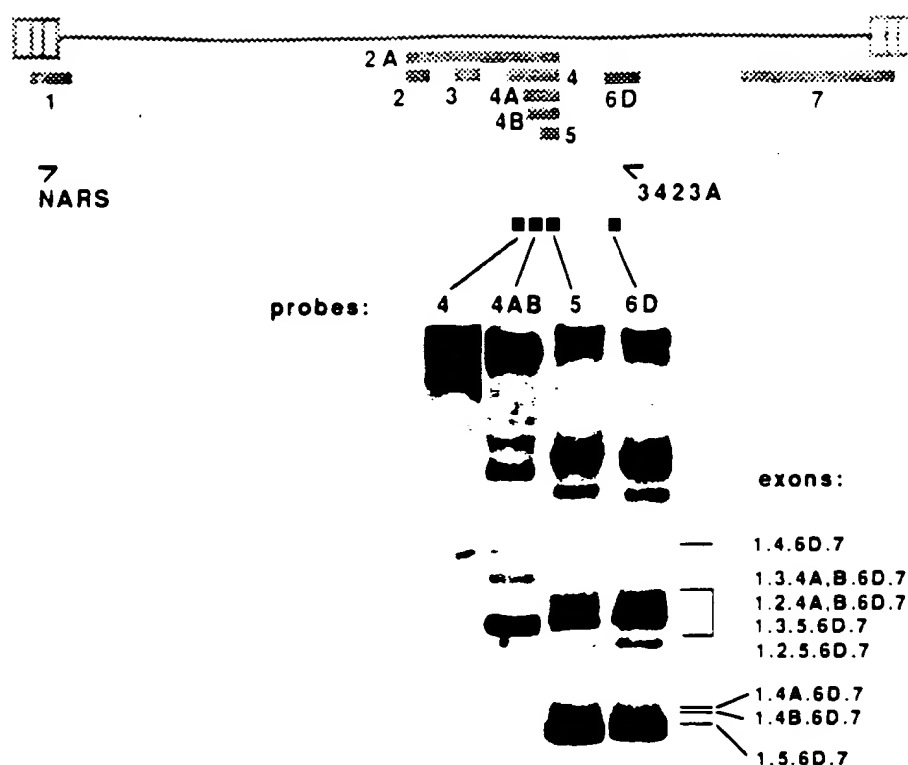 2A
4
1 2 3 4A 6D 7
4B
5
NARS 3423A
probes: 4 4AB 5 6D
exons:
1.4.6D.7
1.3.4A,B.6D.7
1.2.4A,B.6D.7
1.3.5.6D.7
1.2.5.6D.7
1.4A.6D.7
1.4B.6D.7
1.5.6D.7